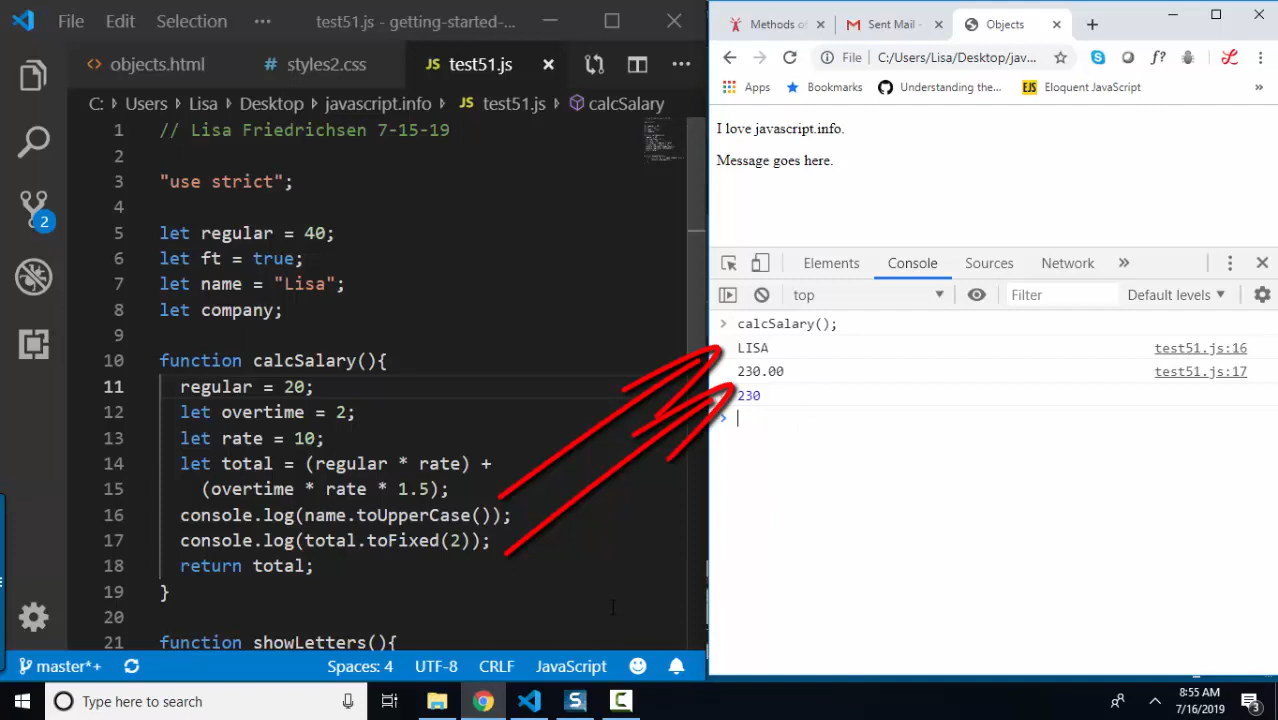 File Edit Selection ··· test51.js - getting-started-...
objects.html # styles2.css JS test51.js
C: Users Lisa Desktop javascript.info JS test51.js calcSalary
1 // Lisa Friedrichsen 7-15-19
2
3 "use strict";
4
5 let regular = 40;
6 let ft = true;
7 let name = "Lisa";
8 let company;
9
10 function calcSalary(){
11 regular = 20;
12 let overtime = 2;
13 let rate = 10;
14 let total = (regular * rate) +
15 (overtime * rate * 1.5);
16 console.log(name.toUpperCase());
17 console.log(total.toFixed(2));
18 return total;
19 }
20
21 function showLetters(){
2
master*+ Spaces: 4 UTF-8 CRLF JavaScript
Methods of Sent Mail - Objects
File C:/Users/Lisa/Desktop/jav... f?
Apps Bookmarks Understanding the... EJS Eloquent JavaScript »
I love javascript.info.
Message goes here.
Elements Console Sources Network »
top Filter Default levels
> calcSalary();
LISA test51.js:16
230.00 test51.js:17
230
>
Type here to search
8:55 AM
7/16/2019
3